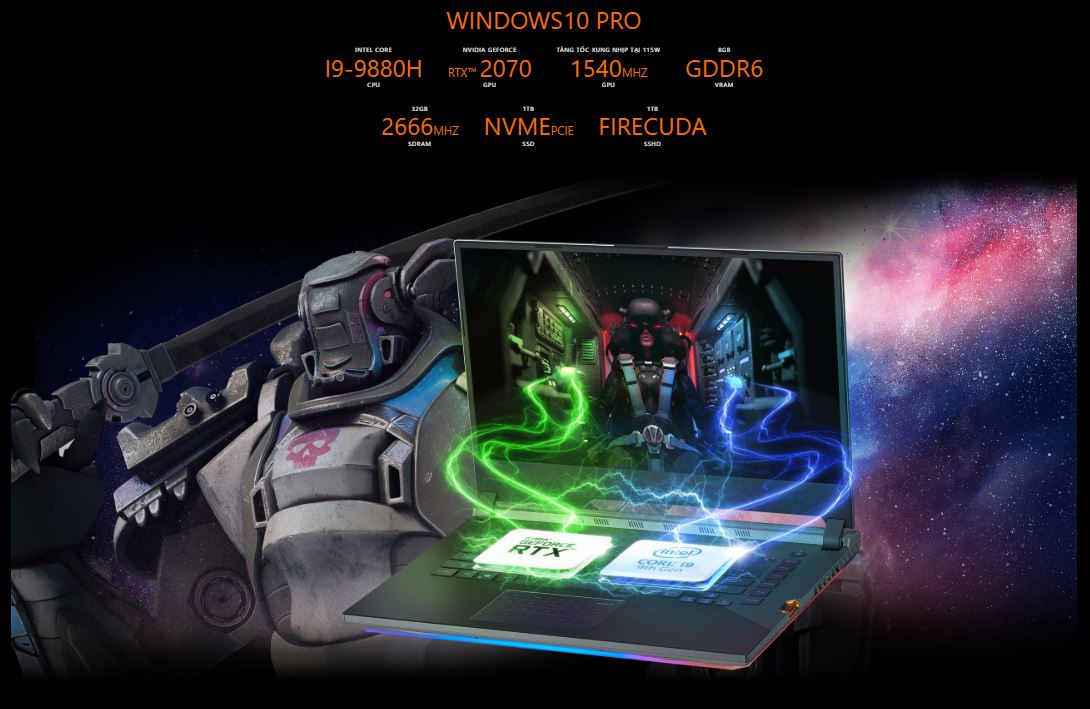 WINDOWS10 PRO
INTEL CORE
I9-9880H
CPU
NVIDIA GEFORCE
RTX™ 2070
GPU
TĂNG TỐC XUNG NHỊP TẠI 115W
1540MHZ
GPU
8GB
GDDR6
VRAM
32GB
2666MHZ
SDRAM
1TB
NVMEPCIE
SSD
1TB
FIRECUDA
SSHD
GEFORCE
RTX
intel
CORE i9
9th Gen